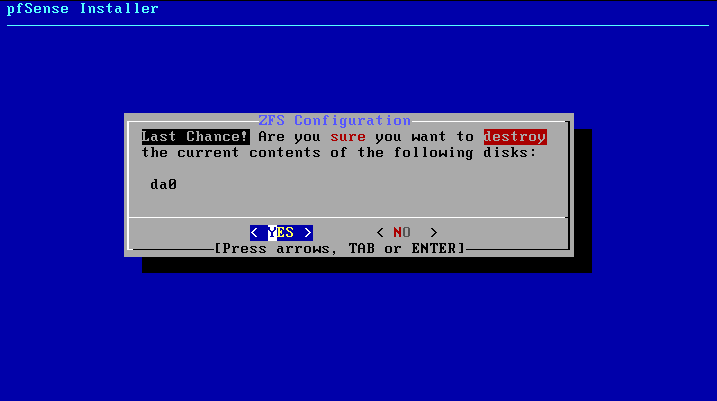 pfSense Installer
ZFS Configuration
Last Chance! Are you sure you want to destroy
the current contents of the following disks:
da0
< YES > < NO >
[Press arrows, TAB or ENTER]